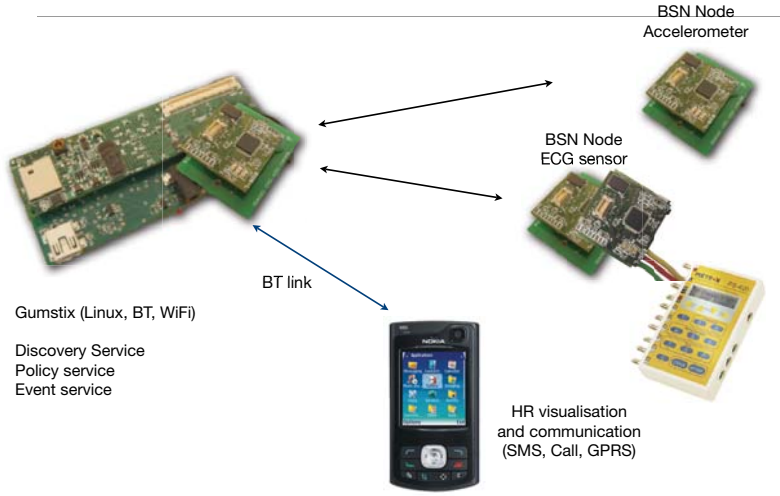 BSN Node
Accelerometer
BSN Node
ECG sensor
BT link
Gumstix (Linux, BT, WiFi)
Discovery Service
Policy service
Event service
NOKIA
HR visualisation
and communication
(SMS, Call, GPRS)